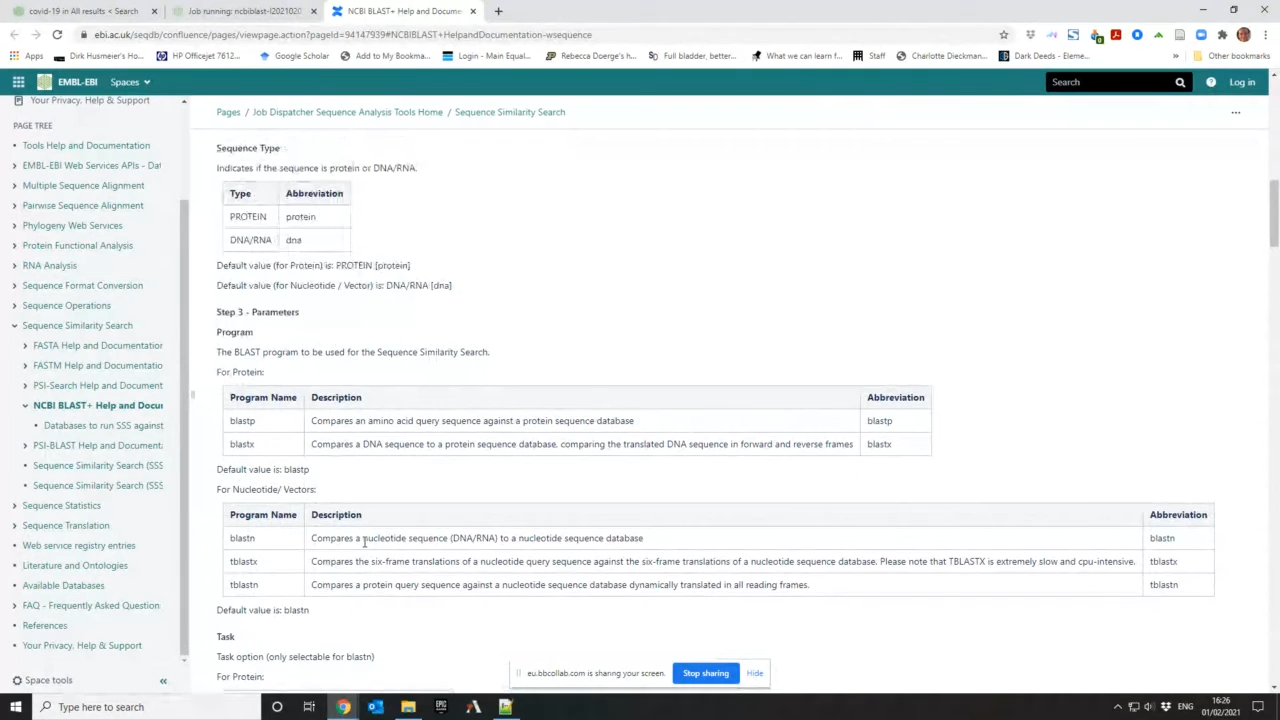 covid-19 in All results < Search
Job running: ncbiblast-I2021020
NCBI BLAST+ Help and Docume
ebi.ac.uk/seqdb/confluence/pages/viewpage.action?pageId=94147939#NCBIBLAST+HelpandDocumentation-wsequence
Apps
Dirk Husmeier's Ho...
HP Officejet 7612...
Google Scholar
Add to My Bookma...
Login - Main Equal...
Rebecca Doerge's h...
Full bladder, better...
What we can learn f...
Staff
Charlotte Dieckman...
Dark Deeds - Eleme...
»
Other bookmarks
EMBL-EBI
Spaces
Search
Log in
Your Privacy. Help & Support
PAGE TREE
Tools Help and Documentation
EMBL-EBI Web Services APIs - Dat
Multiple Sequence Alignment
Pairwise Sequence Alignment
Phylogeny Web Services
Protein Functional Analysis
RNA Analysis
Sequence Format Conversion
Sequence Operations
Sequence Similarity Search
FASTA Help and Documentation
FASTM Help and Documentatio
PSI-Search Help and Document
NCBI BLAST+ Help and Docur
Databases to run SSS against
PSI-BLAST Help and Documenta
Sequence Similarity Search (SSS
Sequence Similarity Search (SSS
Sequence Statistics
Sequence Translation
Web service registry entries
Literature and Ontologies
Available Databases
FAQ - Frequently Asked Question
References
Your Privacy. Help & Support
Space tools
Pages / Job Dispatcher Sequence Analysis Tools Home / Sequence Similarity Search
Sequence Type
Indicates if the sequence is protein or DNA/RNA.
Type Abbreviation
PROTEIN protein
DNA/RNA dna
Default value (for Protein) is: PROTEIN [protein]
Default value (for Nucleotide / Vector) is: DNA/RNA [dna]
Step 3 - Parameters
Program
The BLAST program to be used for the Sequence Similarity Search.
For Protein:
Program Name Description Abbreviation
blastp Compares an amino acid query sequence against a protein sequence database blastp
blastx Compares a DNA sequence to a protein sequence database, comparing the translated DNA sequence in forward and reverse frames blastx
Default value is: blastp
For Nucleotide/ Vectors:
Program Name Description Abbreviation
blastn Compares a nucleotide sequence (DNA/RNA) to a nucleotide sequence database blastn
tblastx Compares the six-frame translations of a nucleotide query sequence against the six-frame translations of a nucleotide sequence database. Please note that TBLASTX is extremely slow and cpu-intensive. tblastx
tblastn Compares a protein query sequence against a nucleotide sequence database dynamically translated in all reading frames. tblastn
Default value is: blastn
Task
Task option (only selectable for blastn)
For Protein:
eu.bbcollab.com is sharing your screen.
Stop sharing
Hide
Type here to search
ENG
16:26
01/02/2021